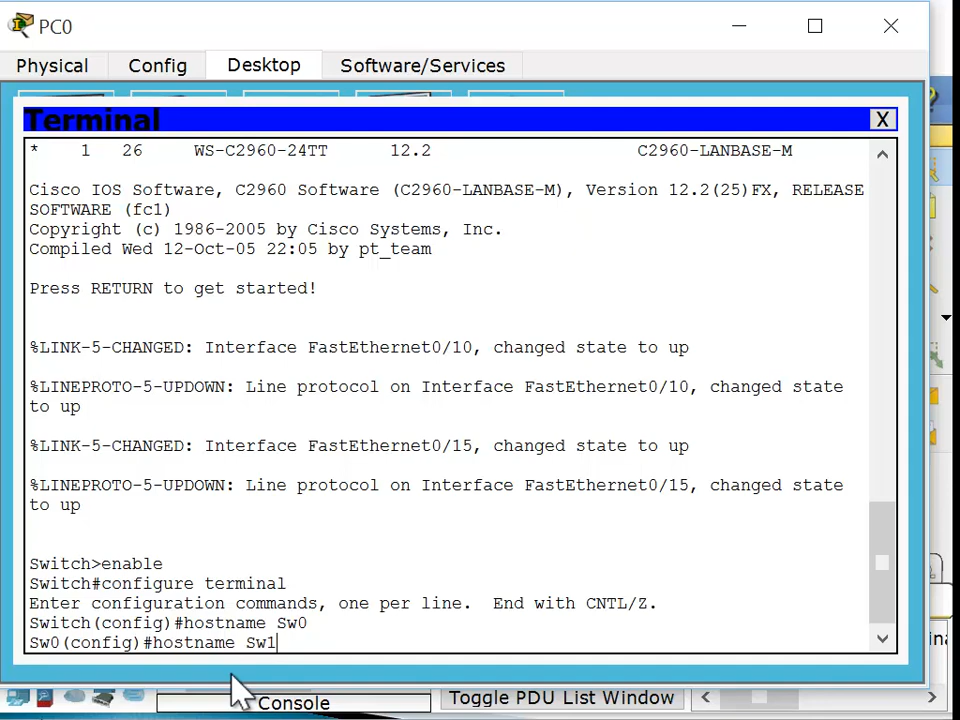 PC0
Physical Config Desktop Software/Services
Terminal X
* 1 26 WS-C2960-24TT 12.2 C2960-LANBASE-M
Cisco IOS Software, C2960 Software (C2960-LANBASE-M), Version 12.2(25)FX, RELEASE
SOFTWARE (fc1)
Copyright (c) 1986-2005 by Cisco Systems, Inc.
Compiled Wed 12-Oct-05 22:05 by pt_team
Press RETURN to get started!
%LINK-5-CHANGED: Interface FastEthernet0/10, changed state to up
%LINEPROTO-5-UPDOWN: Line protocol on Interface FastEthernet0/10, changed state
to up
%LINK-5-CHANGED: Interface FastEthernet0/15, changed state to up
%LINEPROTO-5-UPDOWN: Line protocol on Interface FastEthernet0/15, changed state
to up
Switch>enable
Switch#configure terminal
Enter configuration commands, one per line. End with CNTL/Z.
Switch(config)#hostname Sw0
Sw0(config)#hostname Sw1
Console Toggle PDU List Window